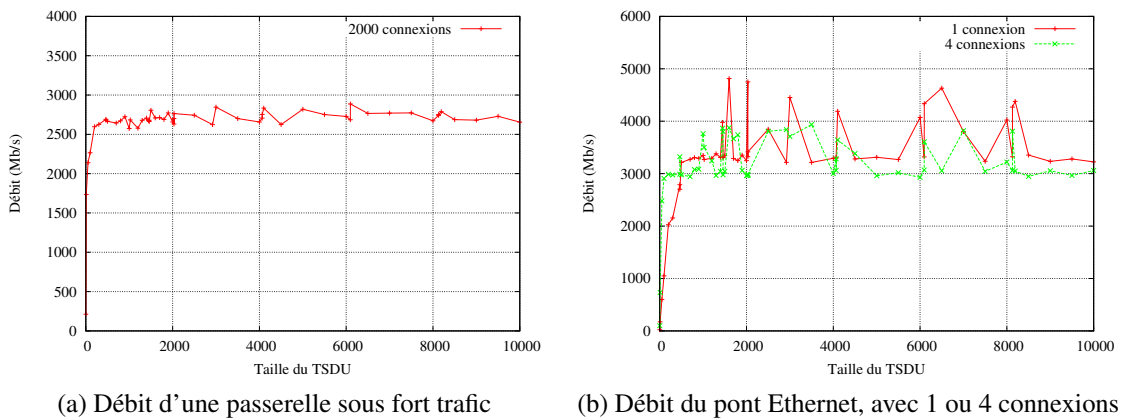 4000
3500
3000
2500
2000
1500
1000
500
0
Débit (Mb/s)
2000 connexions
0 2000 4000 6000 8000 10000
Taille du TSDU
(a) Débit d'une passerelle sous fort trafic
6000
5000
4000
3000
2000
1000
0
Débit (Mb/s)
1 connexion
4 connexions
0 2000 4000 6000 8000 10000
Taille du TSDU
(b) Débit du pont Ethernet, avec 1 ou 4 connexions